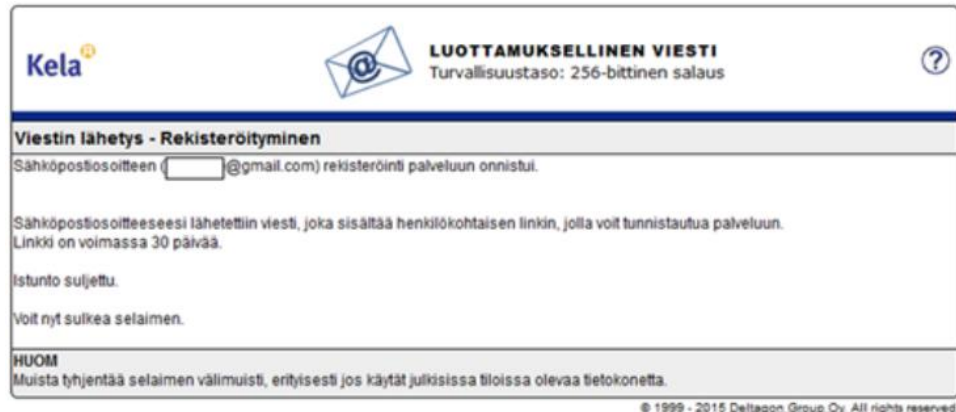 Kela
@
LUOTTAMUKSELLINEN VIESTI
Turvallisuustaso: 256-bittinen salaus
?
Viestin lähetys - Rekisteröityminen
Sähköpostiosoitteen ( @gmail.com) rekisteröinti palveluun onnistui.
Sähköpostiosoitteeseesi lähetettiin viesti, joka sisältää henkilökohtaisen linkin, jolla voit tunnistautua palveluun.
Linkki on voimassa 30 päivää.
Istunto suljettu.
Voit nyt sulkea selaimen.
HUOM
Muista tyhjentää selaimen välimuisti, erityisesti jos käytät julkisissa tiloissa olevaa tietokonetta.
© 1999 - 2015 Deltagon Group Oy. All rights reserved